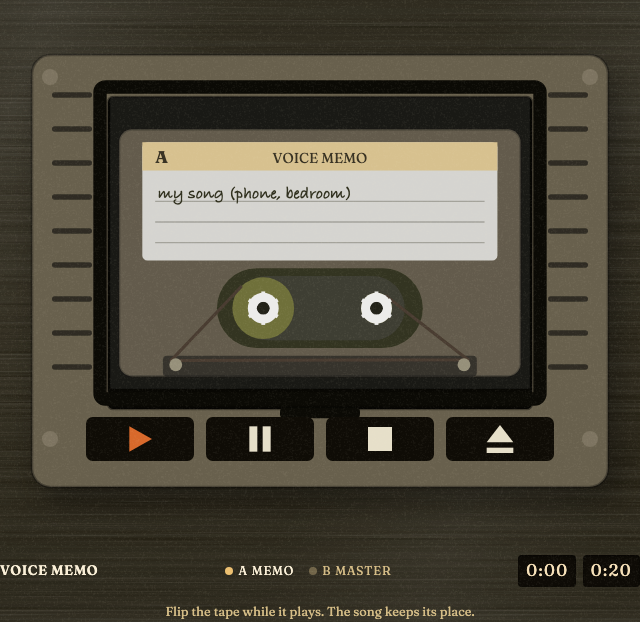 A VOICE MEMO
my song (phone, bedroom)
VOICE MEMO A MEMO B MASTER 0:00 0:20
Flip the tape while it plays. The song keeps its place.